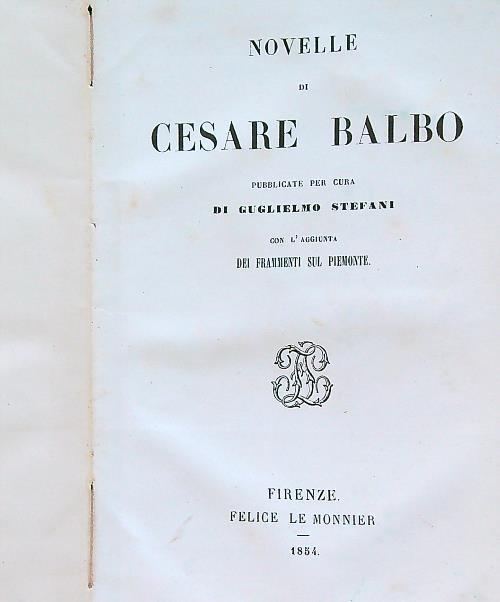 NOVELLE
DI
CESARE BALBO
PUBBLICATE PER CURA
DI GUGLIELMO STEFANI
CON L'AGGIUNTA
DEI FRAMMENTI SUL PIEMONTE.
FIRENZE.
FELICE LE MONNIER
—
1854.